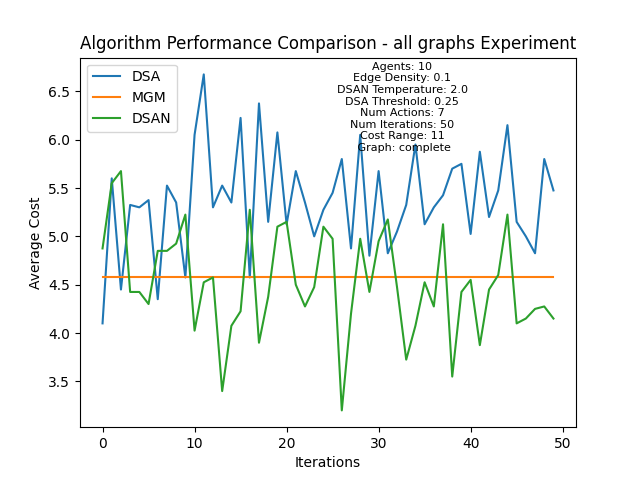 Algorithm Performance Comparison - all graphs Experiment
DSA
MGM
DSAN
Agents: 10
Edge Density: 0.1
DSAN Temperature: 2.0
DSA Threshold: 0.25
Num Actions: 7
Num Iterations: 50
Cost Range: 11
Graph: complete
Average Cost
6.5
6.0
5.5
5.0
4.5
4.0
3.5
0 10 20 30 40 50
Iterations